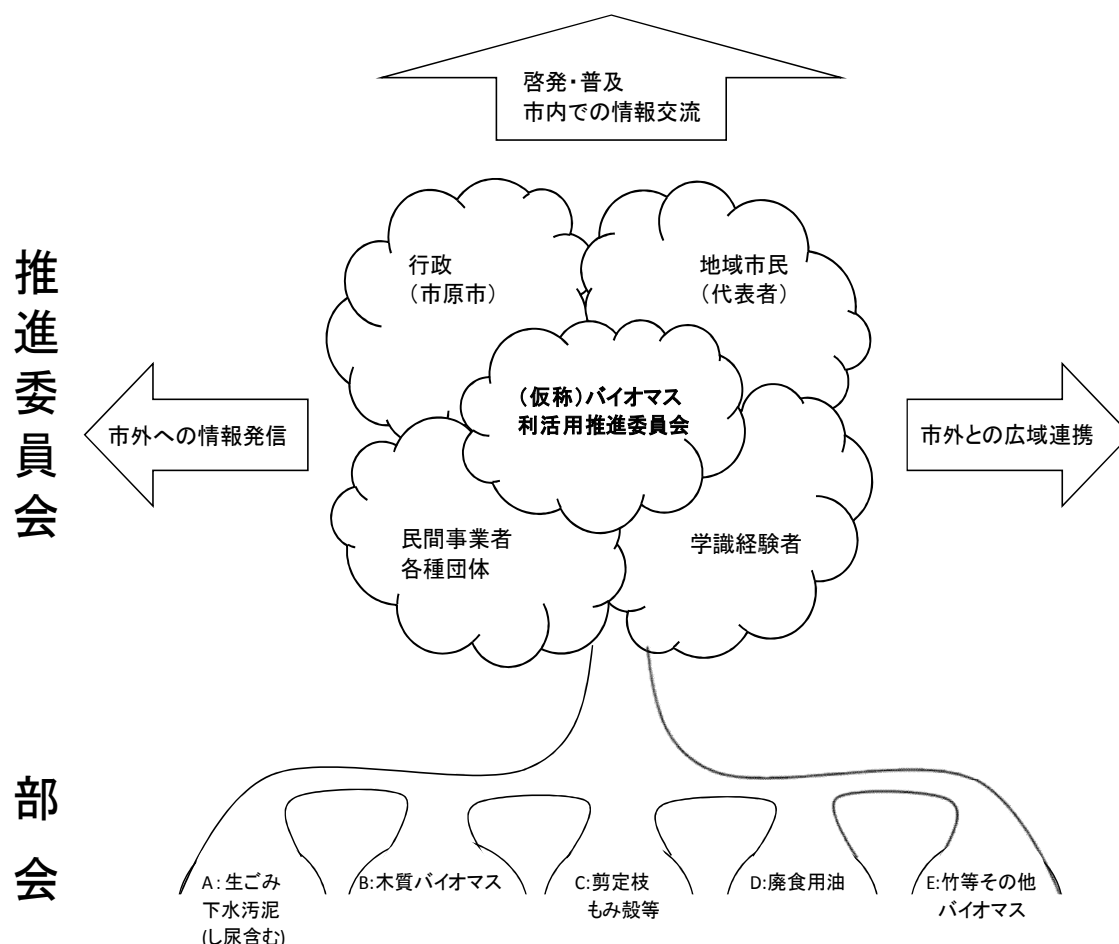 啓発・普及
市内での情報交流
推進委員会
行政
（市原市）
地域市民
（代表者）
（仮称）バイオマス
利活用推進委員会
市外への情報発信
市外との広域連携
民間事業者
各種団体
学識経験者
部会
A：生ごみ
下水汚泥
(し尿含む)
B:木質バイオマス
C:剪定枝
もみ殻等
D:廃食用油
E:竹等その他
バイオマス